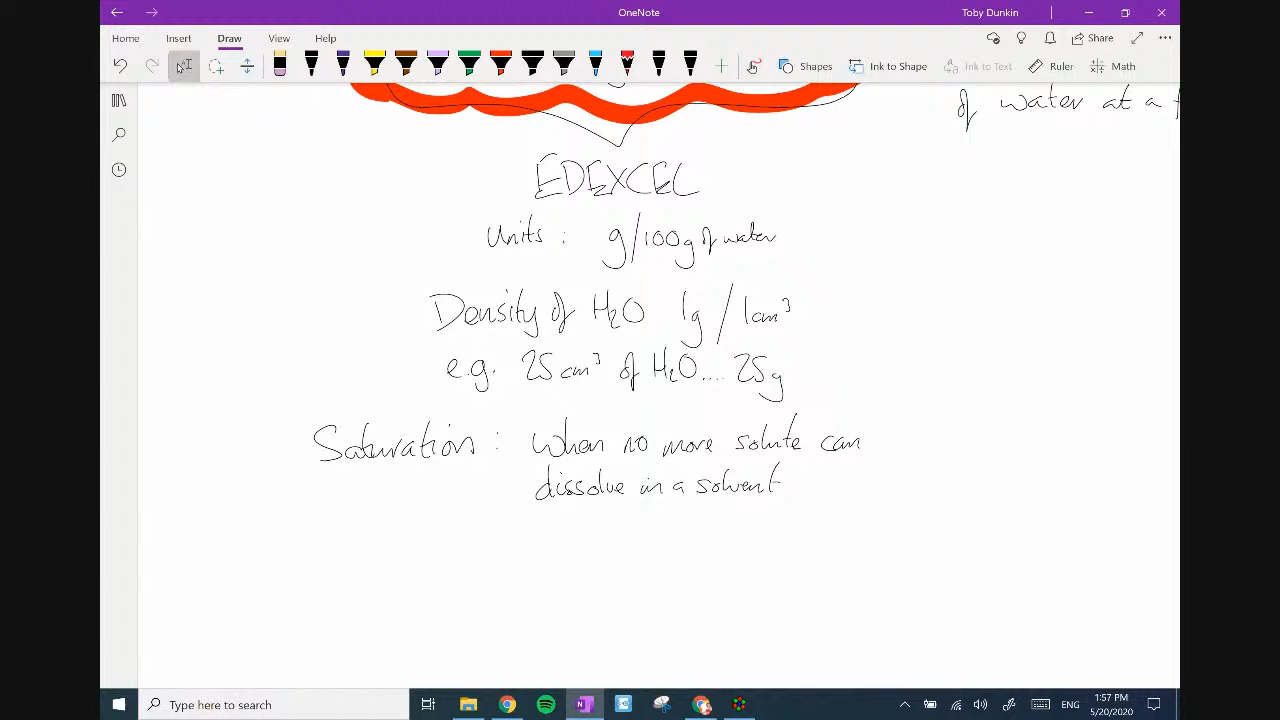 OneNote
Toby Dunkin
Home
Insert
Draw
View
Help
Share
Shapes
Ink to Shape
Ink to Text
Ruler
Math
of water at a
EDEXCEL
Units : g/100g of water
Density of H₂O 1g / 1cm³
e.g. 25cm³ of H₂O.... 25g
Saturation : When no more solute can
dissolve in a solvent
Type here to search
ENG
1:57 PM
5/20/2020